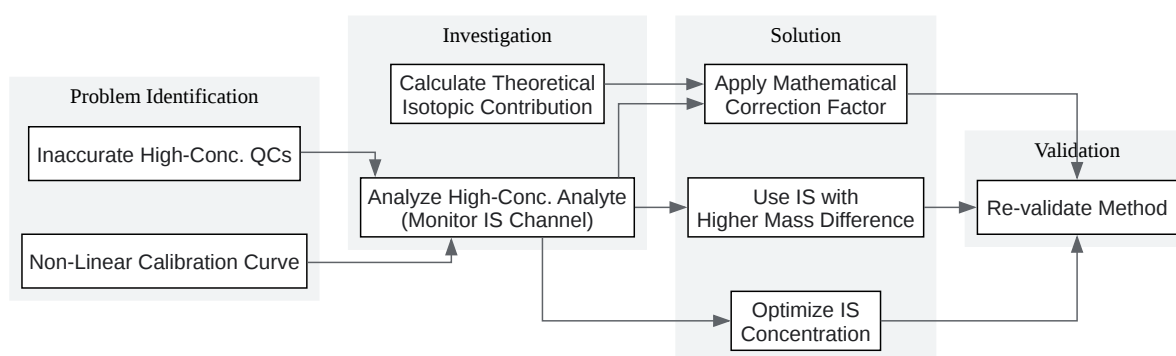 Problem Identification
Inaccurate High-Conc. QCs
Non-Linear Calibration Curve
Investigation
Calculate Theoretical
Isotopic Contribution
Analyze High-Conc. Analyte
(Monitor IS Channel)
Solution
Apply Mathematical
Correction Factor
Use IS with
Higher Mass Difference
Optimize IS
Concentration
Validation
Re-validate Method